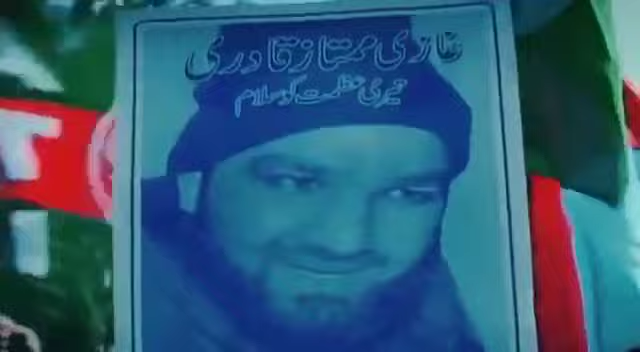 غازی ممتاز قادری
تیری عظمت کو سلام